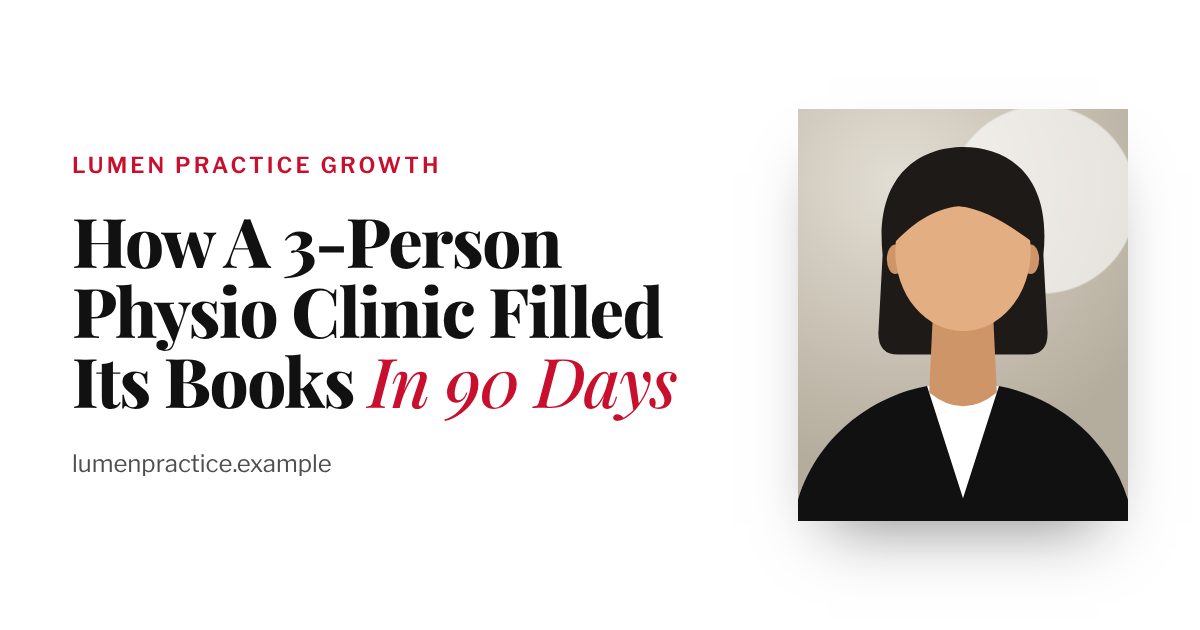 LUMEN PRACTICE GROWTH
How A 3-Person
Physio Clinic Filled
Its Books In 90 Days
lumenpractice.example